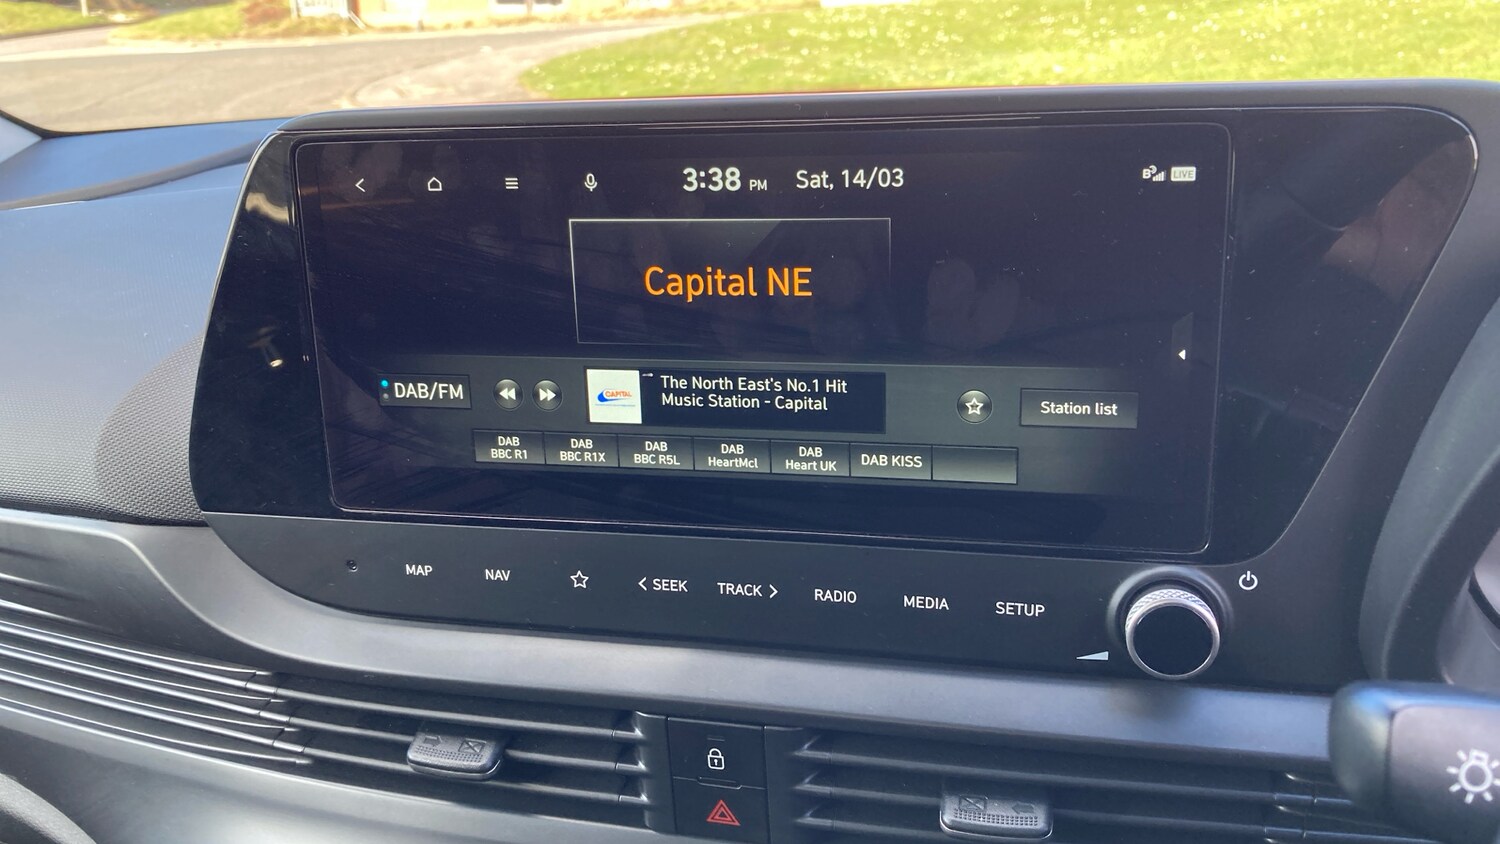 3:38 PM Sat, 14/03
LIVE
Capital NE
DAB/FM
CAPITAL
The North East's No.1 Hit
Music Station - Capital
Station list
DAB
BBC R1
DAB
BBC R1X
DAB
BBC R5L
DAB
HeartMcl
DAB
Heart UK
DAB KISS
MAP
NAV
SEEK
TRACK
RADIO
MEDIA
SETUP